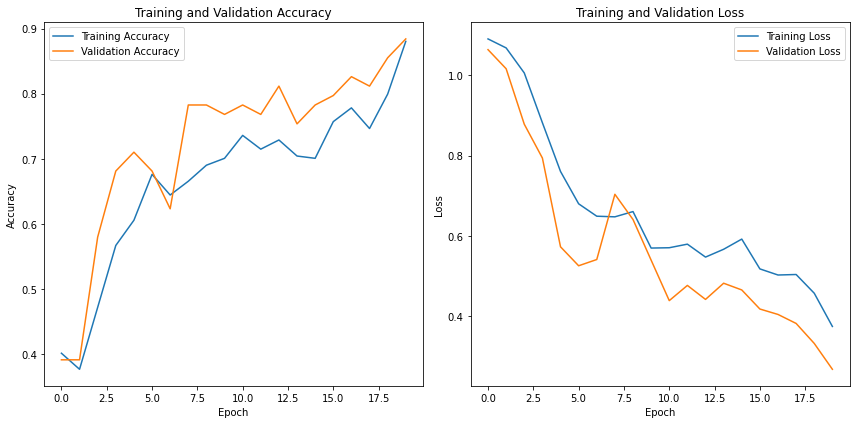 Training and Validation Accuracy
Training Accuracy
Validation Accuracy
0.9
0.8
0.7
0.6
0.5
0.4
Accuracy
0.0 2.5 5.0 7.5 10.0 12.5 15.0 17.5
Epoch
Training and Validation Loss
Training Loss
Validation Loss
1.0
0.8
0.6
0.4
Loss
0.0 2.5 5.0 7.5 10.0 12.5 15.0 17.5
Epoch